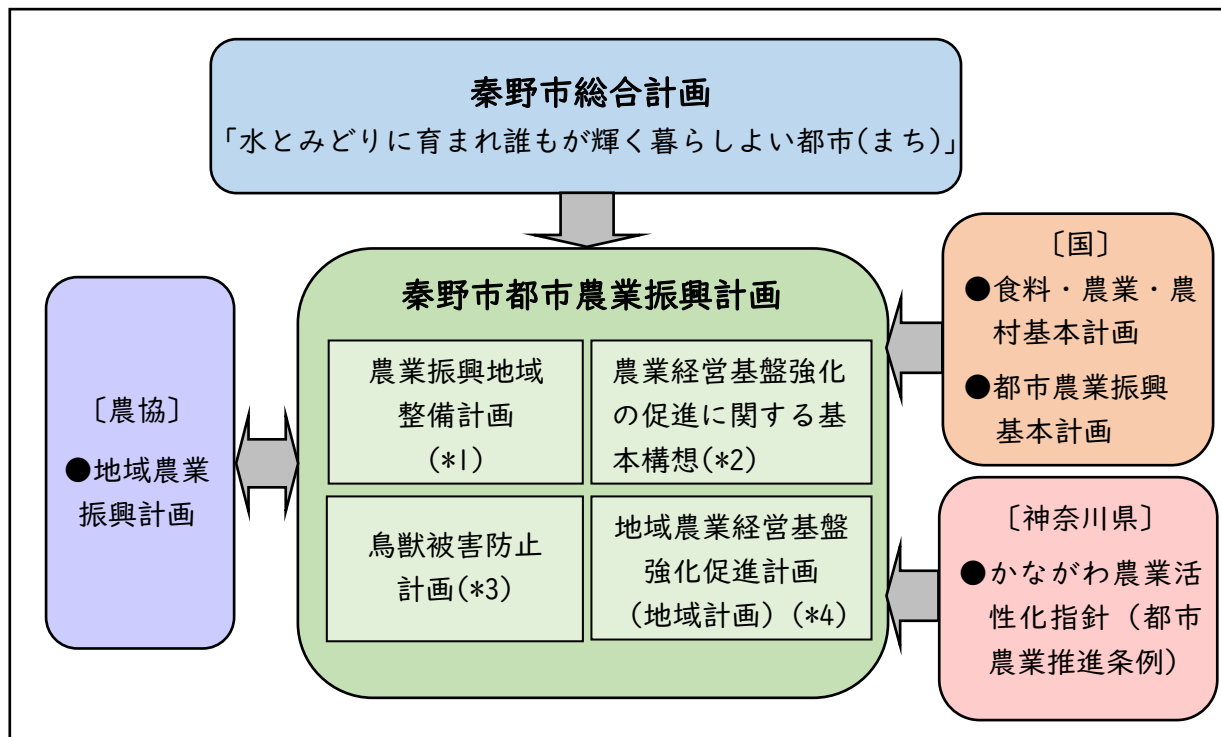 秦野市総合計画
「水とみどりに育まれ誰もが輝く暮らしよい都市(まち)」
秦野市都市農業振興計画
農業振興地域
整備計画
(*1)
農業経営基盤強化
の促進に関する基
本構想(*2)
鳥獣被害防止
計画(*3)
地域農業経営基盤
強化促進計画
(地域計画)(*4)
〔農協〕
●地域農業
振興計画
〔国〕
●食料・農業・農
村基本計画
●都市農業振興
基本計画
〔神奈川県〕
●かながわ農業活
性化指針(都市
農業推進条例)